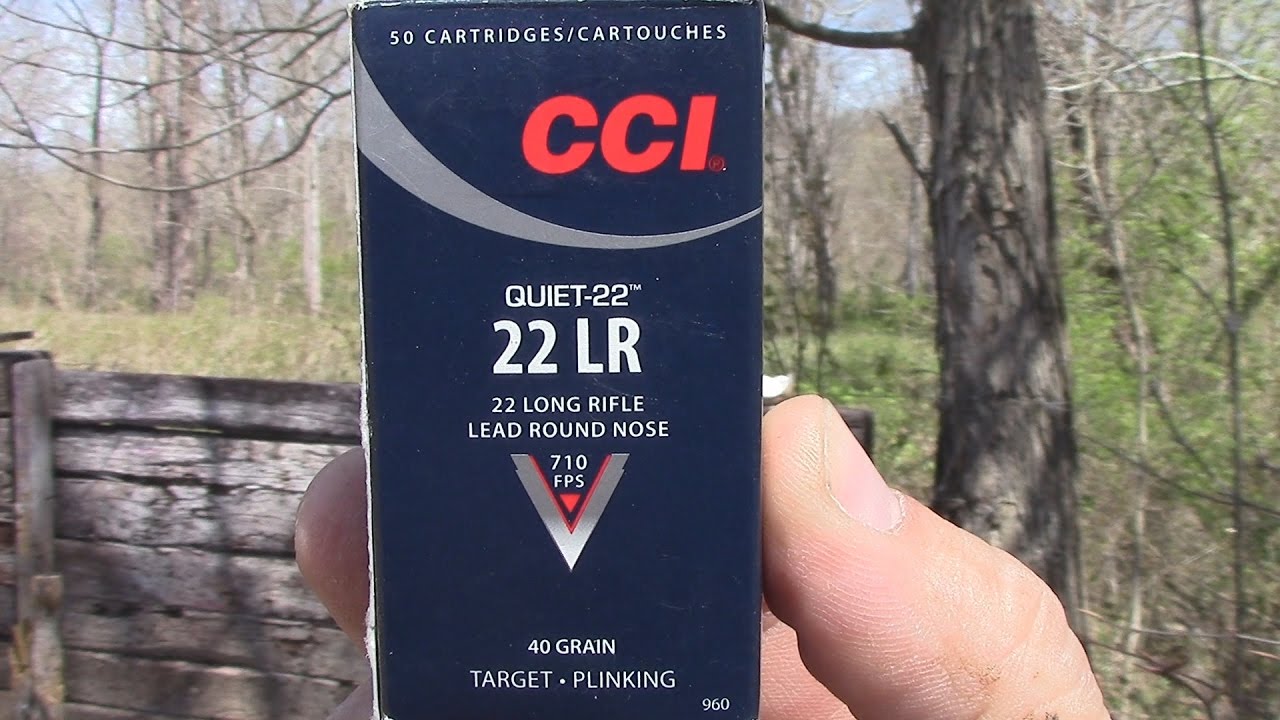 50 CARTRIDGES/CARTOUCHES
CCI®
QUIET-22™
22 LR
22 LONG RIFLE
LEAD ROUND NOSE
710
FPS
40 GRAIN
TARGET • PLINKING
960